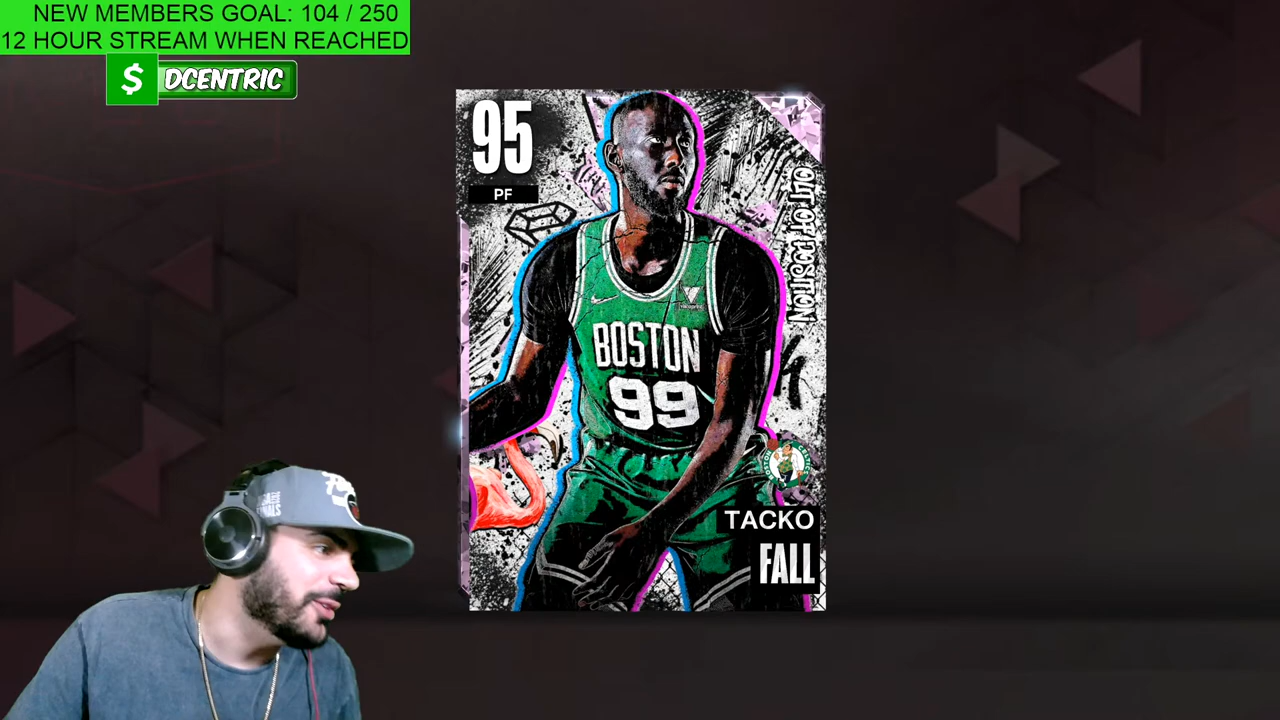 NEW MEMBERS GOAL: 104 / 250
12 HOUR STREAM WHEN REACHED
$ DCENTRIC
95
PF
OUT OF POSITION
BOSTON
99
TACKO
FALL